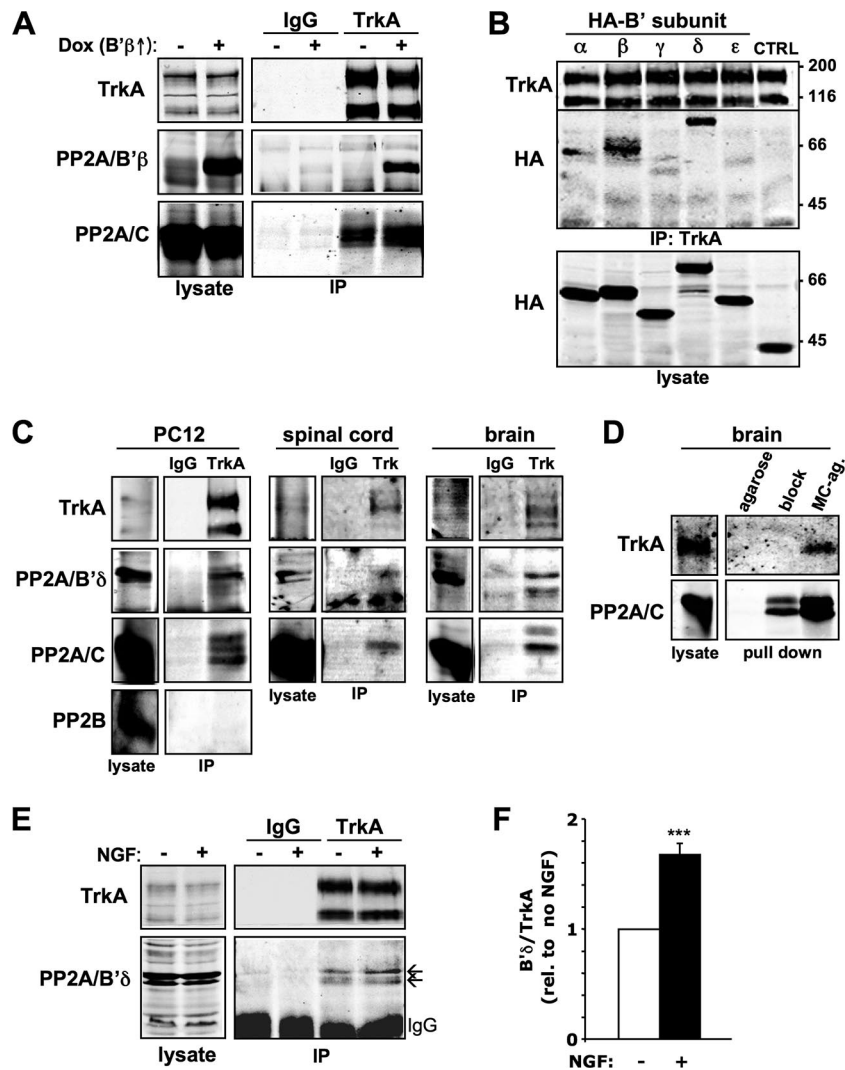 A
IgG TrkA
Dox (B'β↑): - + - + - +
TrkA
PP2A/B'β
PP2A/C
lysate IP
B
HA-B' subunit
α β γ δ ε CTRL
TrkA
200
116
HA
66
45
IP: TrkA
HA
66
45
lysate
C
PC12 spinal cord brain
IgG TrkA IgG Trk IgG Trk
TrkA
PP2A/B'δ
PP2A/C
lysate IP lysate IP
PP2B
lysate IP
D
brain
agarose block MC-ag.
TrkA
PP2A/C
lysate pull down
E
IgG TrkA
NGF: - + - + - +
TrkA
PP2A/B'δ
IgG
lysate IP
F
B'δ/TrkA
(rel. to no NGF)
2
1
0
***
NGF: - +